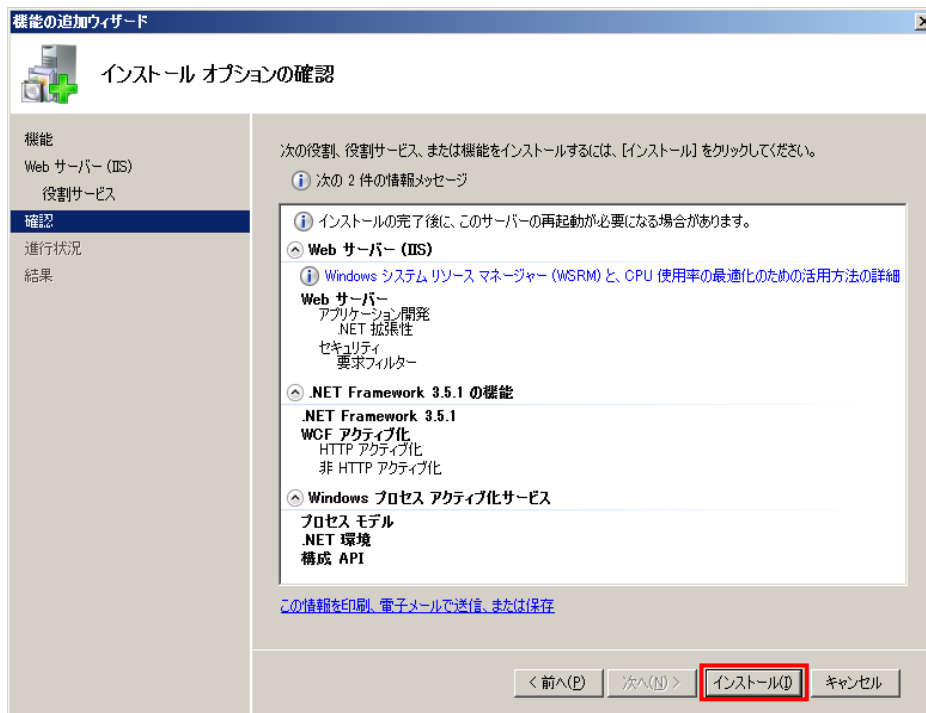 機能の追加ウィザード
インストール オプションの確認
機能
Web サーバー (IIS)
役割サービス
確認
進行状況
結果
次の役割、役割サービス、または機能をインストールするには、[インストール] をクリックしてください。
次の 2 件の情報メッセージ
インストールの完了後に、このサーバーの再起動が必要になる場合があります。
Web サーバー (IIS)
Windows システム リソース マネージャー (WSRM) と、CPU 使用率の最適化のための活用方法の詳細
Web サーバー
アプリケーション開発
.NET 拡張性
セキュリティ
要求フィルター
.NET Framework 3.5.1 の機能
.NET Framework 3.5.1
WCF アクティブ化
HTTP アクティブ化
非 HTTP アクティブ化
Windows プロセス アクティブ化サービス
プロセス モデル
.NET 環境
構成 API
この情報を印刷、電子メールで送信、または保存
< 前へ(P)
次へ(N) >
インストール(I)
キャンセル